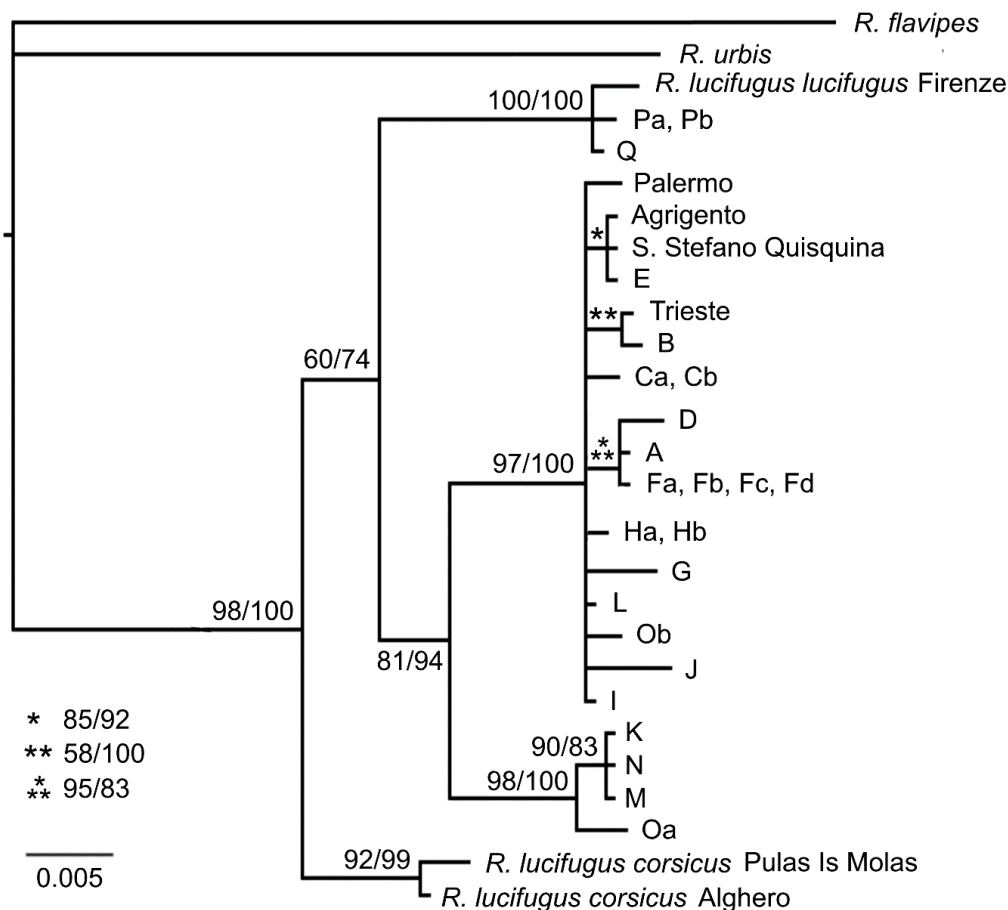 R. flavipes
R. urbis
R. lucifugus lucifugus Firenze
100/100
Pa, Pb
Q
Palermo
Agrigento
*
S. Stefano Quisquina
E
Trieste
**
B
60/74
Ca, Cb
D
*
**
A
97/100
Fa, Fb, Fc, Fd
Ha, Hb
G
98/100
L
Ob
81/94
J
I
* 85/92
K
90/83
** 58/100
N
98/100
*
** 95/83
M
Oa
92/99
R. lucifugus corsicus Pulas Is Molas
0.005
R. lucifugus corsicus Alghero